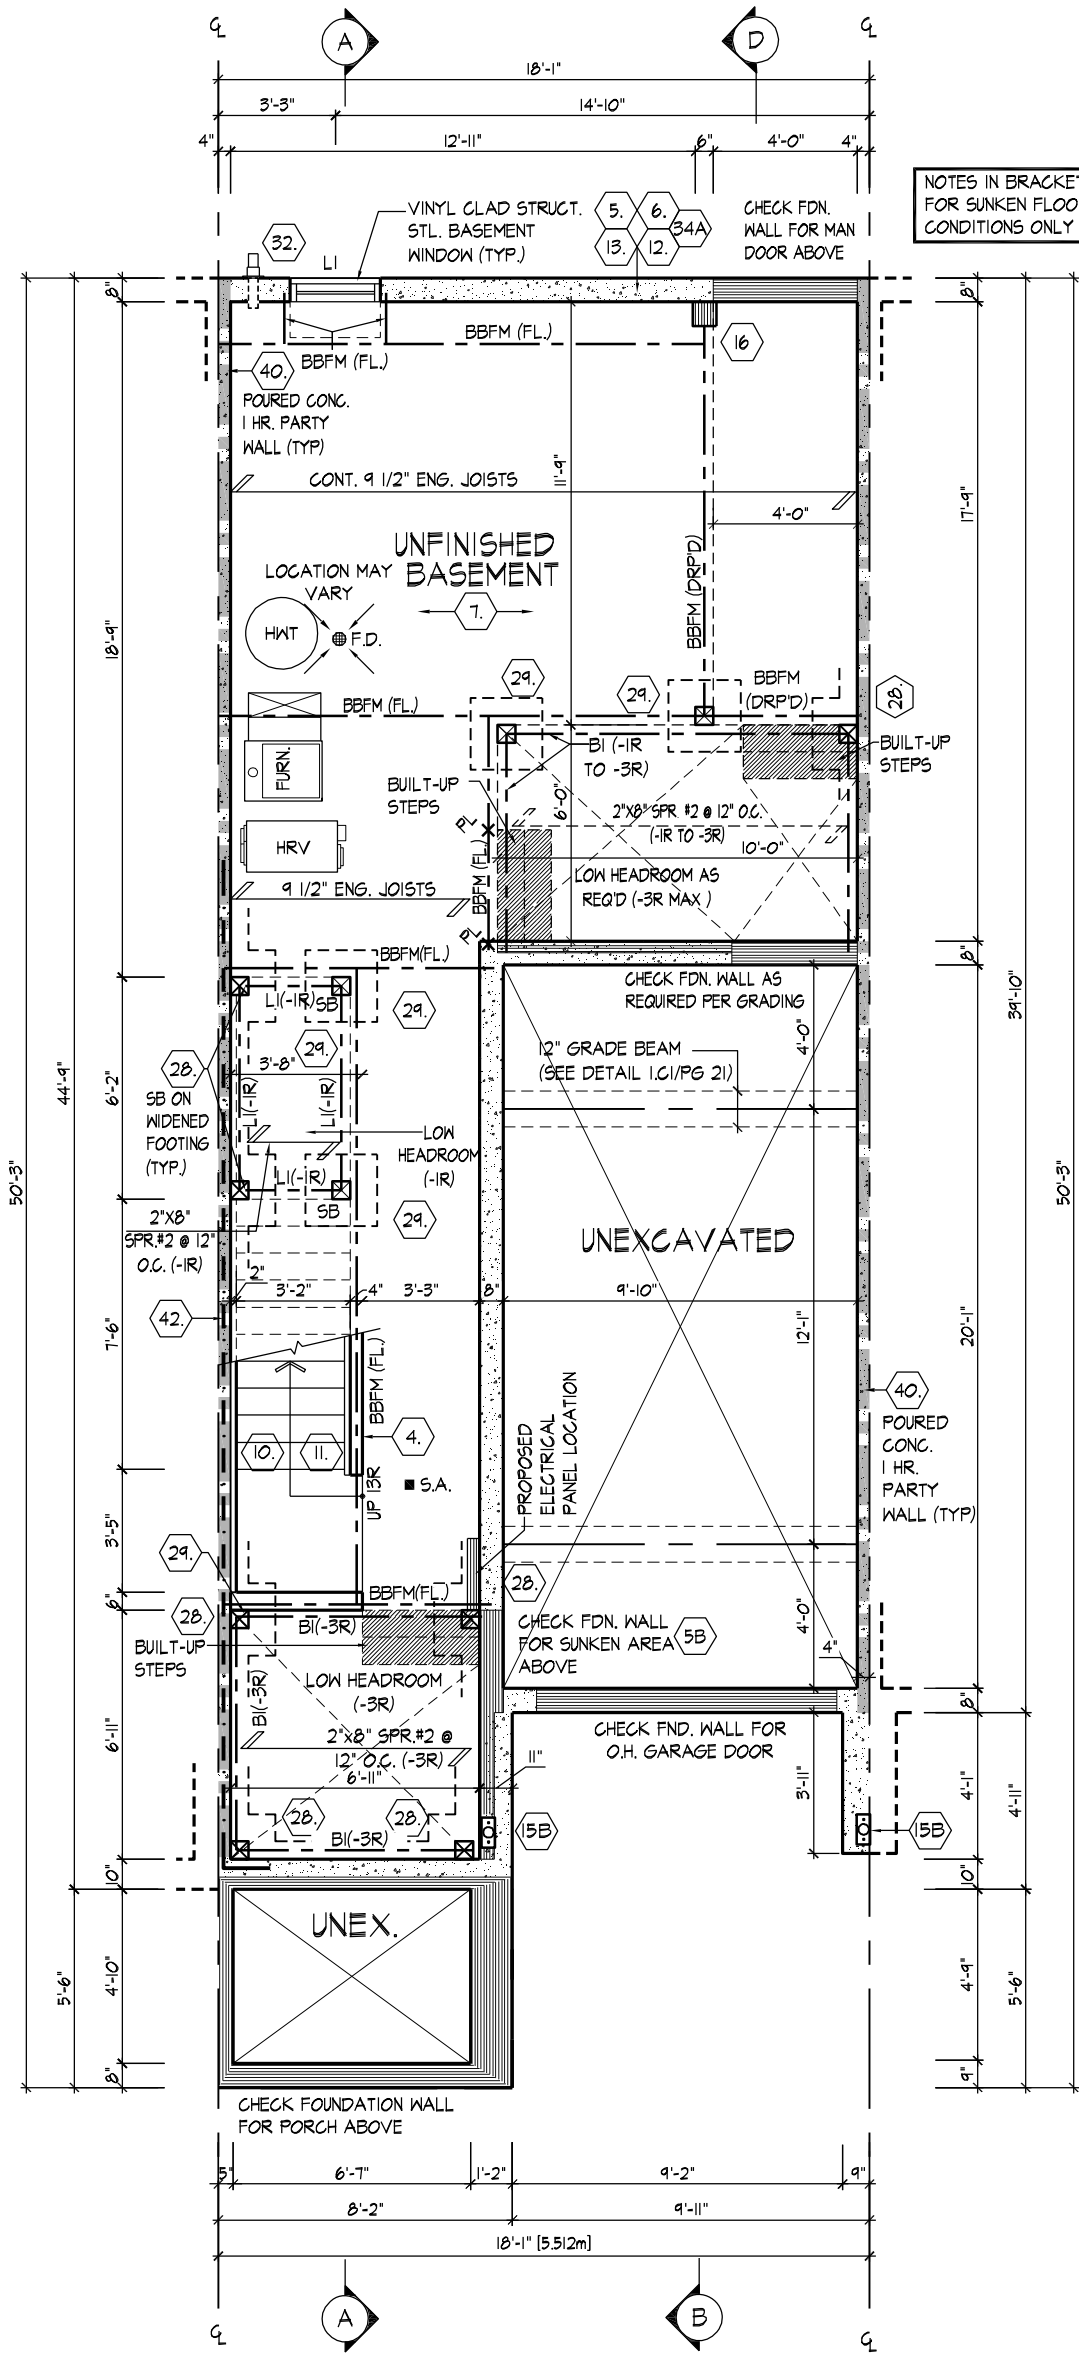 ℄
A
D
℄
18'-1"
3'-3"
14'-10"
4"
12'-11"
6"
4'-0"
4"
NOTES IN BRACKET
FOR SUNKEN FLOO
CONDITIONS ONLY
VINYL CLAD STRUCT.
STL. BASEMENT
WINDOW (TYP.)
5.
6.
34A
13.
12.
CHECK FDN.
WALL FOR MAN
DOOR ABOVE
32.
L1
8"
8"
BBFM (FL.)
BBFM (FL.)
16
40.
POURED CONC.
1 HR. PARTY
WALL (TYP)
CONT. 9 1/2" ENG. JOISTS
11'-9"
4'-0"
17'-9"
UNFINISHED
BASEMENT
LOCATION MAY
VARY
7.
HWT
F.D.
BBFM (DRP'D)
18'-9"
29.
29.
BBFM
(DRP'D)
28.
BBFM (FL.)
B1 (-1R
TO -3R)
BUILT-UP
STEPS
FURN.
BUILT-UP
STEPS
6'-0"
2"X8" SPR. #2 @ 12" O.C.
(-1R TO -3R)
PL
HRV
10'-0"
BBFM (FL.)
LOW HEADROOM AS
REQ'D (-3R MAX )
9 1/2" ENG. JOISTS
PL
BBFM(FL.)
8"
CHECK FDN. WALL AS
REQUIRED PER GRADING
39'-10"
L1(-1R)
SB
29.
4'-0"
29.
12" GRADE BEAM
(SEE DETAIL 1.C1/PG 21)
28.
3'-8"
44'-9"
6'-2"
SB ON
WIDENED
FOOTING
(TYP.)
L1(-1R)
L1(-1R)
LOW
HEADROOM
(-1R)
L1(-1R)
50'-3"
50'-3"
SB
29.
2"X8"
SPR.#2 @ 12"
O.C. (-1R)
UNEXCAVATED
2"
3'-2"
4"
3'-3"
8"
9'-10"
42.
7'-6"
12'-1"
20'-1"
BBFM (FL.)
40.
POURED
CONC.
1 HR.
PARTY
WALL (TYP)
4.
10.
11.
PROPOSED
ELECTRICAL
PANEL LOCATION
S.A.
UP 13R
3'-5"
29.
28.
BBFM(FL.)
6"
28.
B1(-3R)
CHECK FDN. WALL
FOR SUNKEN AREA
ABOVE
5B
4'-0"
BUILT-UP
STEPS
4"
LOW HEADROOM
(-3R)
B1(-3R)
8"
2"x8" SPR.#2 @
12" O.C. (-3R)
CHECK FND. WALL FOR
O.H. GARAGE DOOR
6'-11"
6'-11"
11"
3'-11"
4'-1"
4'-11"
28.
28.
15B
15B
B1(-3R)
10"
10"
UNEX.
5'-6"
4'-10"
4'-9"
5'-6"
8"
9"
CHECK FOUNDATION WALL
FOR PORCH ABOVE
5"
6'-7"
1'-2"
9'-2"
9"
8'-2"
9'-11"
18'-1" [5.512m]
℄
A
B
℄